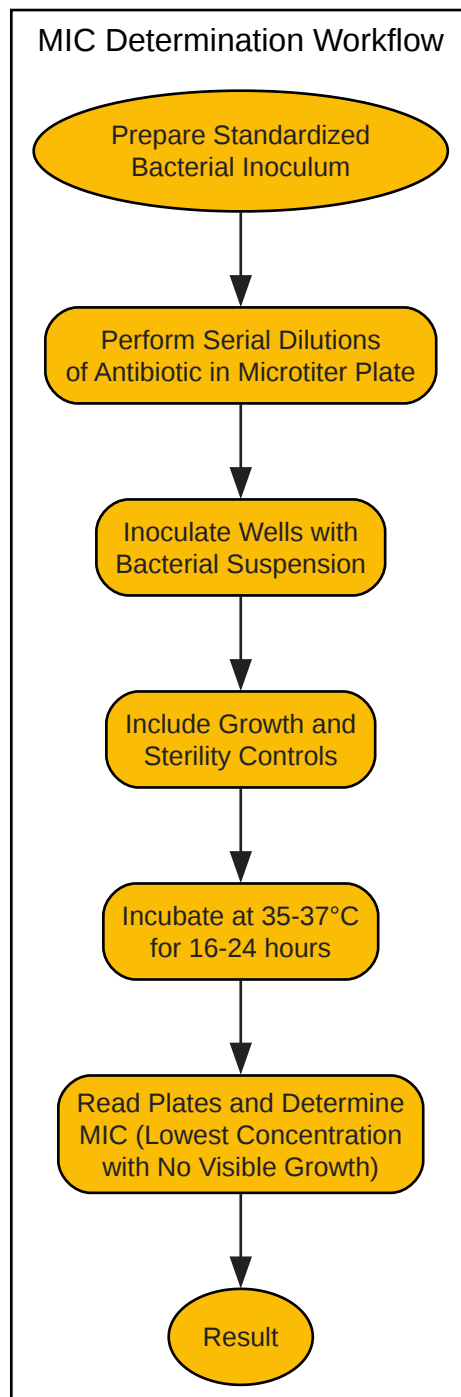 MIC Determination Workflow
Prepare Standardized
Bacterial Inoculum
Perform Serial Dilutions
of Antibiotic in Microtiter Plate
Inoculate Wells with
Bacterial Suspension
Include Growth and
Sterility Controls
Incubate at 35-37°C
for 16-24 hours
Read Plates and Determine
MIC (Lowest Concentration
with No Visible Growth)
Result